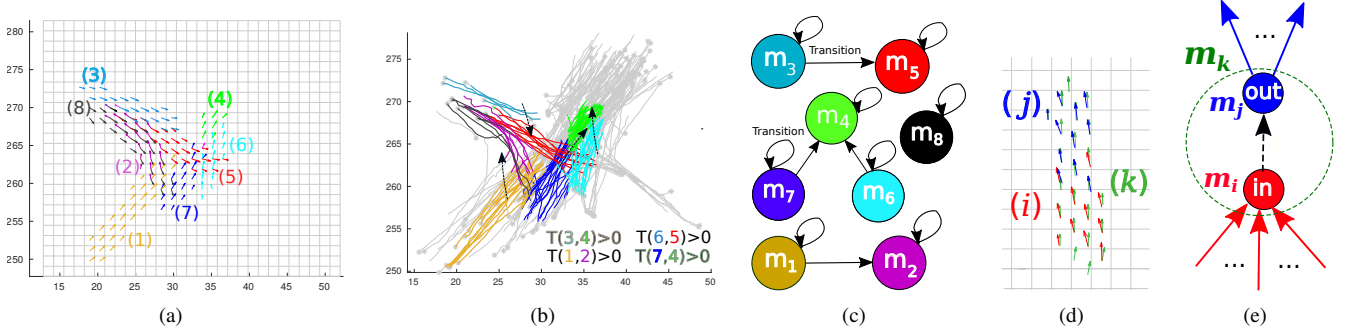 280
275
270
265
260
255
250
15 20 25 30 35 40 45 50
(3)
(8)
(4)
(6)
(2)
(5)
(7)
(1)
(a)
275
270
265
260
255
250
15 20 25 30 35 40 45 50
T(3,4)>0 T(6,5)>0
T(1,2)>0 T(7,4)>0
(b)
m3 Transition m5
m4
m8
Transition
m7 m6
m1 m2
(c)
(j)
(k)
(i)
(d)
...
mk
out
mj
mi in
... ...
(e)